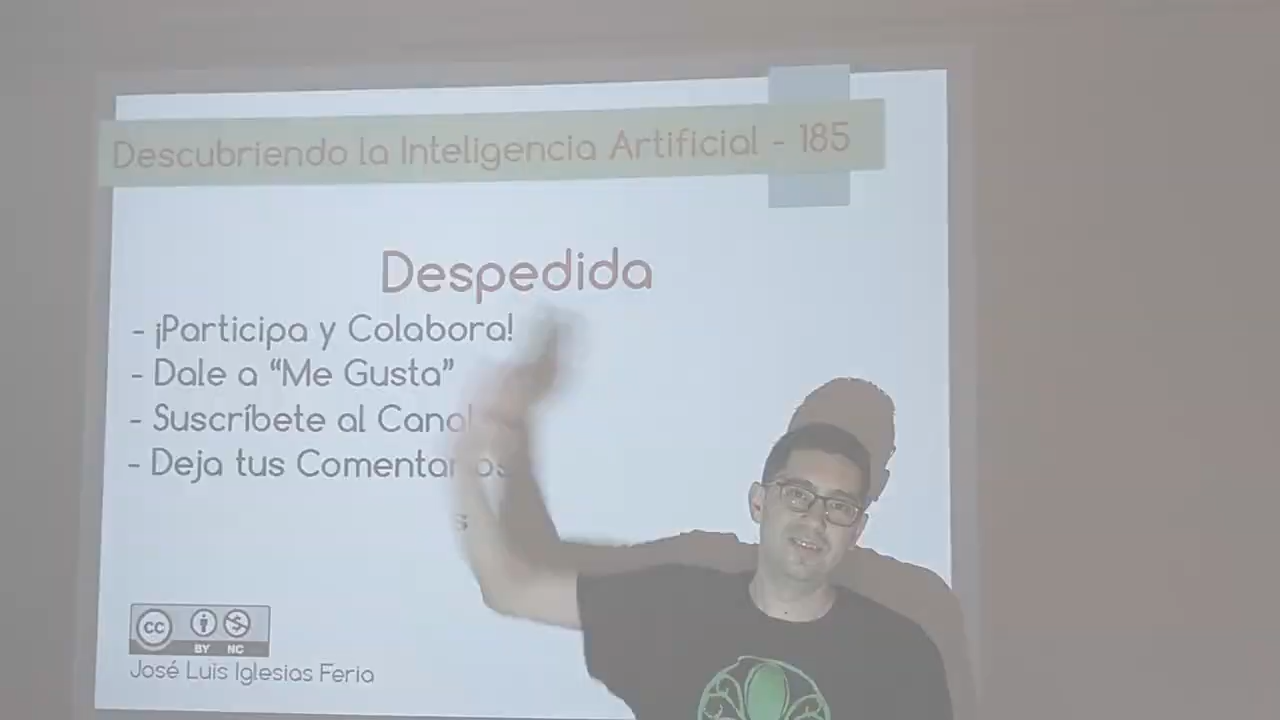 Descubriendo la Inteligencia Artificial - 185
Despedida
- ¡Participa y Colabora!
- Dale a “Me Gusta”
- Suscríbete al Canal
- Deja tus Comentarios
s
cc BY NC
José Luis Iglesias Feria